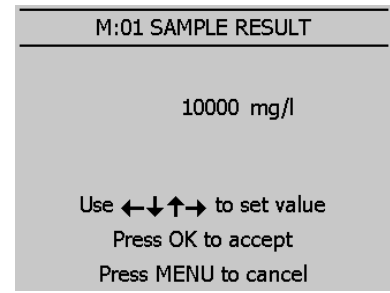 M:01 SAMPLE RESULT
10000 mg/l
Use ←↓↑→ to set value
Press OK to accept
Press MENU to cancel